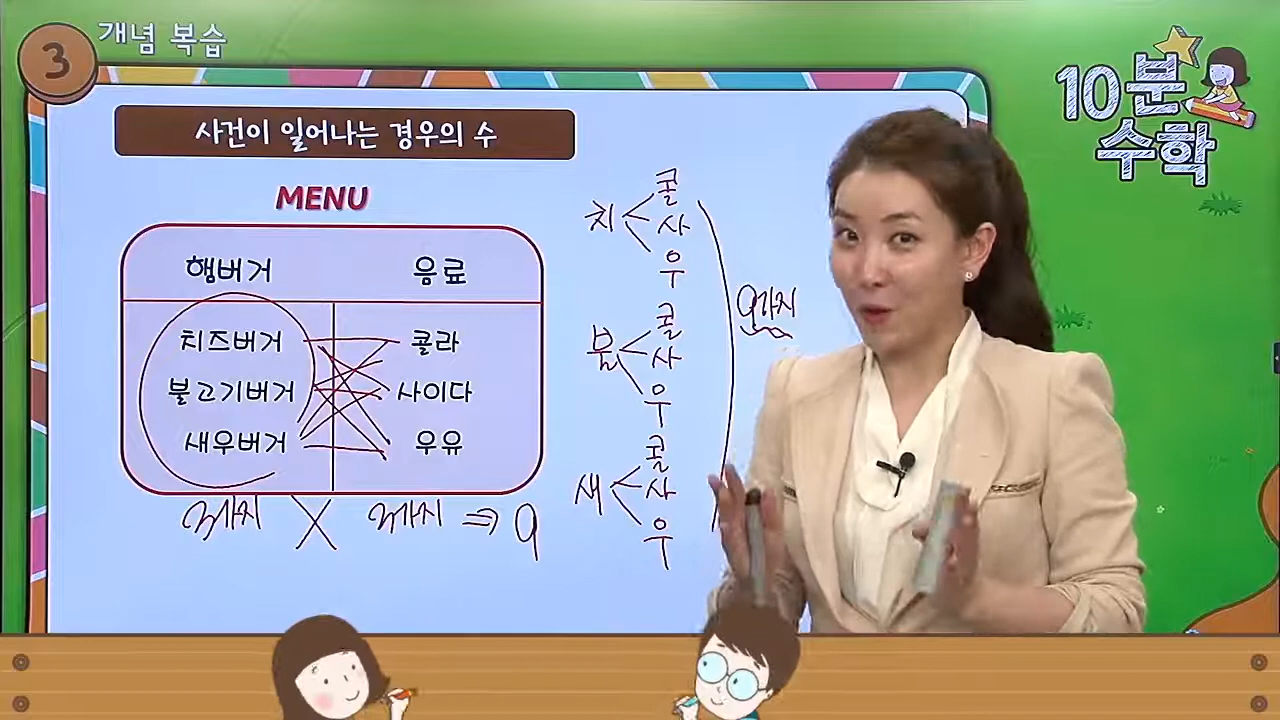 3
개념 복습
10분
수학
사건이 일어나는 경우의 수
MENU
햄버거 음료
치즈버거 콜라
불고기버거 사이다
새우버거 우유
3가지 X 3가지 ⇒ 9
치 < 콜
사
우
불 < 콜
사
우
새 < 콜
사
우
9가지